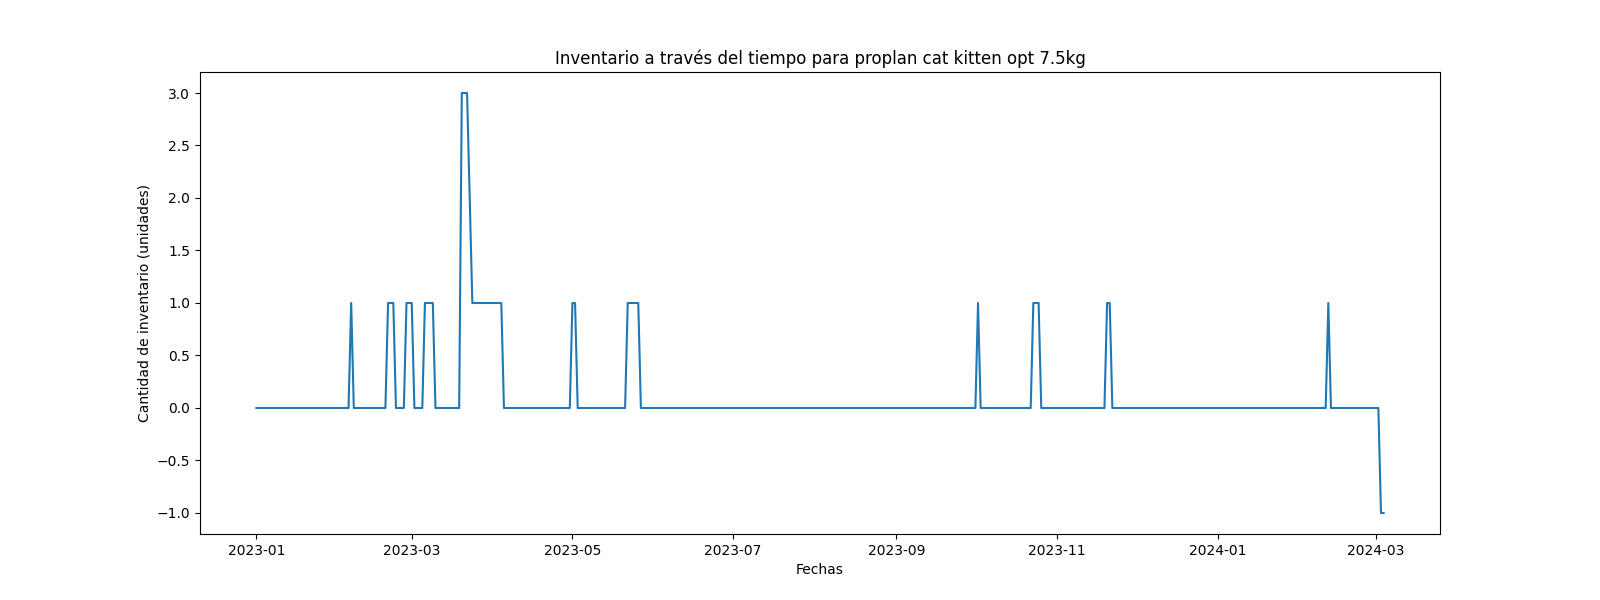 Inventario a través del tiempo para proplan cat kitten opt 7.5kg
3.0
2.5
2.0
1.5
1.0
0.5
0.0
−0.5
−1.0
Cantidad de inventario (unidades)
2023-01 2023-03 2023-05 2023-07 2023-09 2023-11 2024-01 2024-03
Fechas